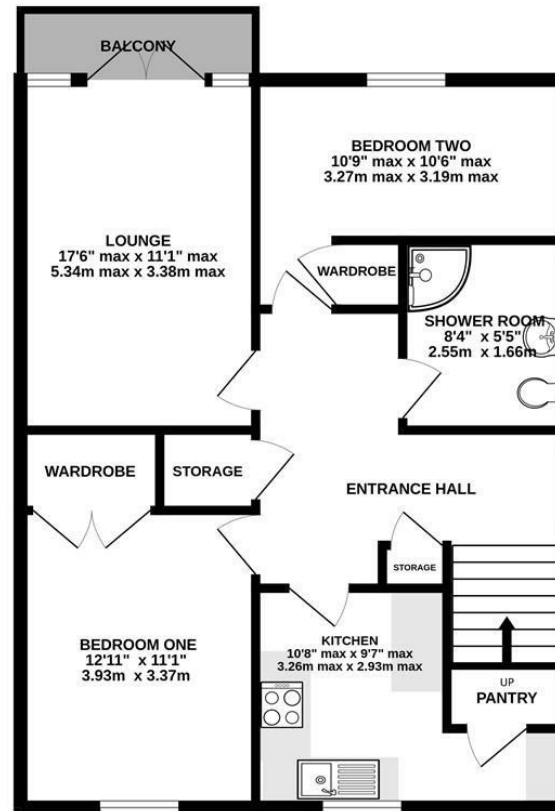 BALCONY
BEDROOM TWO
10'9" max x 10'6" max
3.27m max x 3.19m max
LOUNGE
17'6" max x 11'1" max
5.34m max x 3.38m max
WARDROBE
SHOWER ROOM
8'4" x 5'5"
2.55m x 1.66m
WARDROBE
STORAGE
ENTRANCE HALL
STORAGE
BEDROOM ONE
12'11" x 11'1"
3.93m x 3.37m
KITCHEN
10'8" max x 9'7" max
3.26m max x 2.93m max
UP
PANTRY